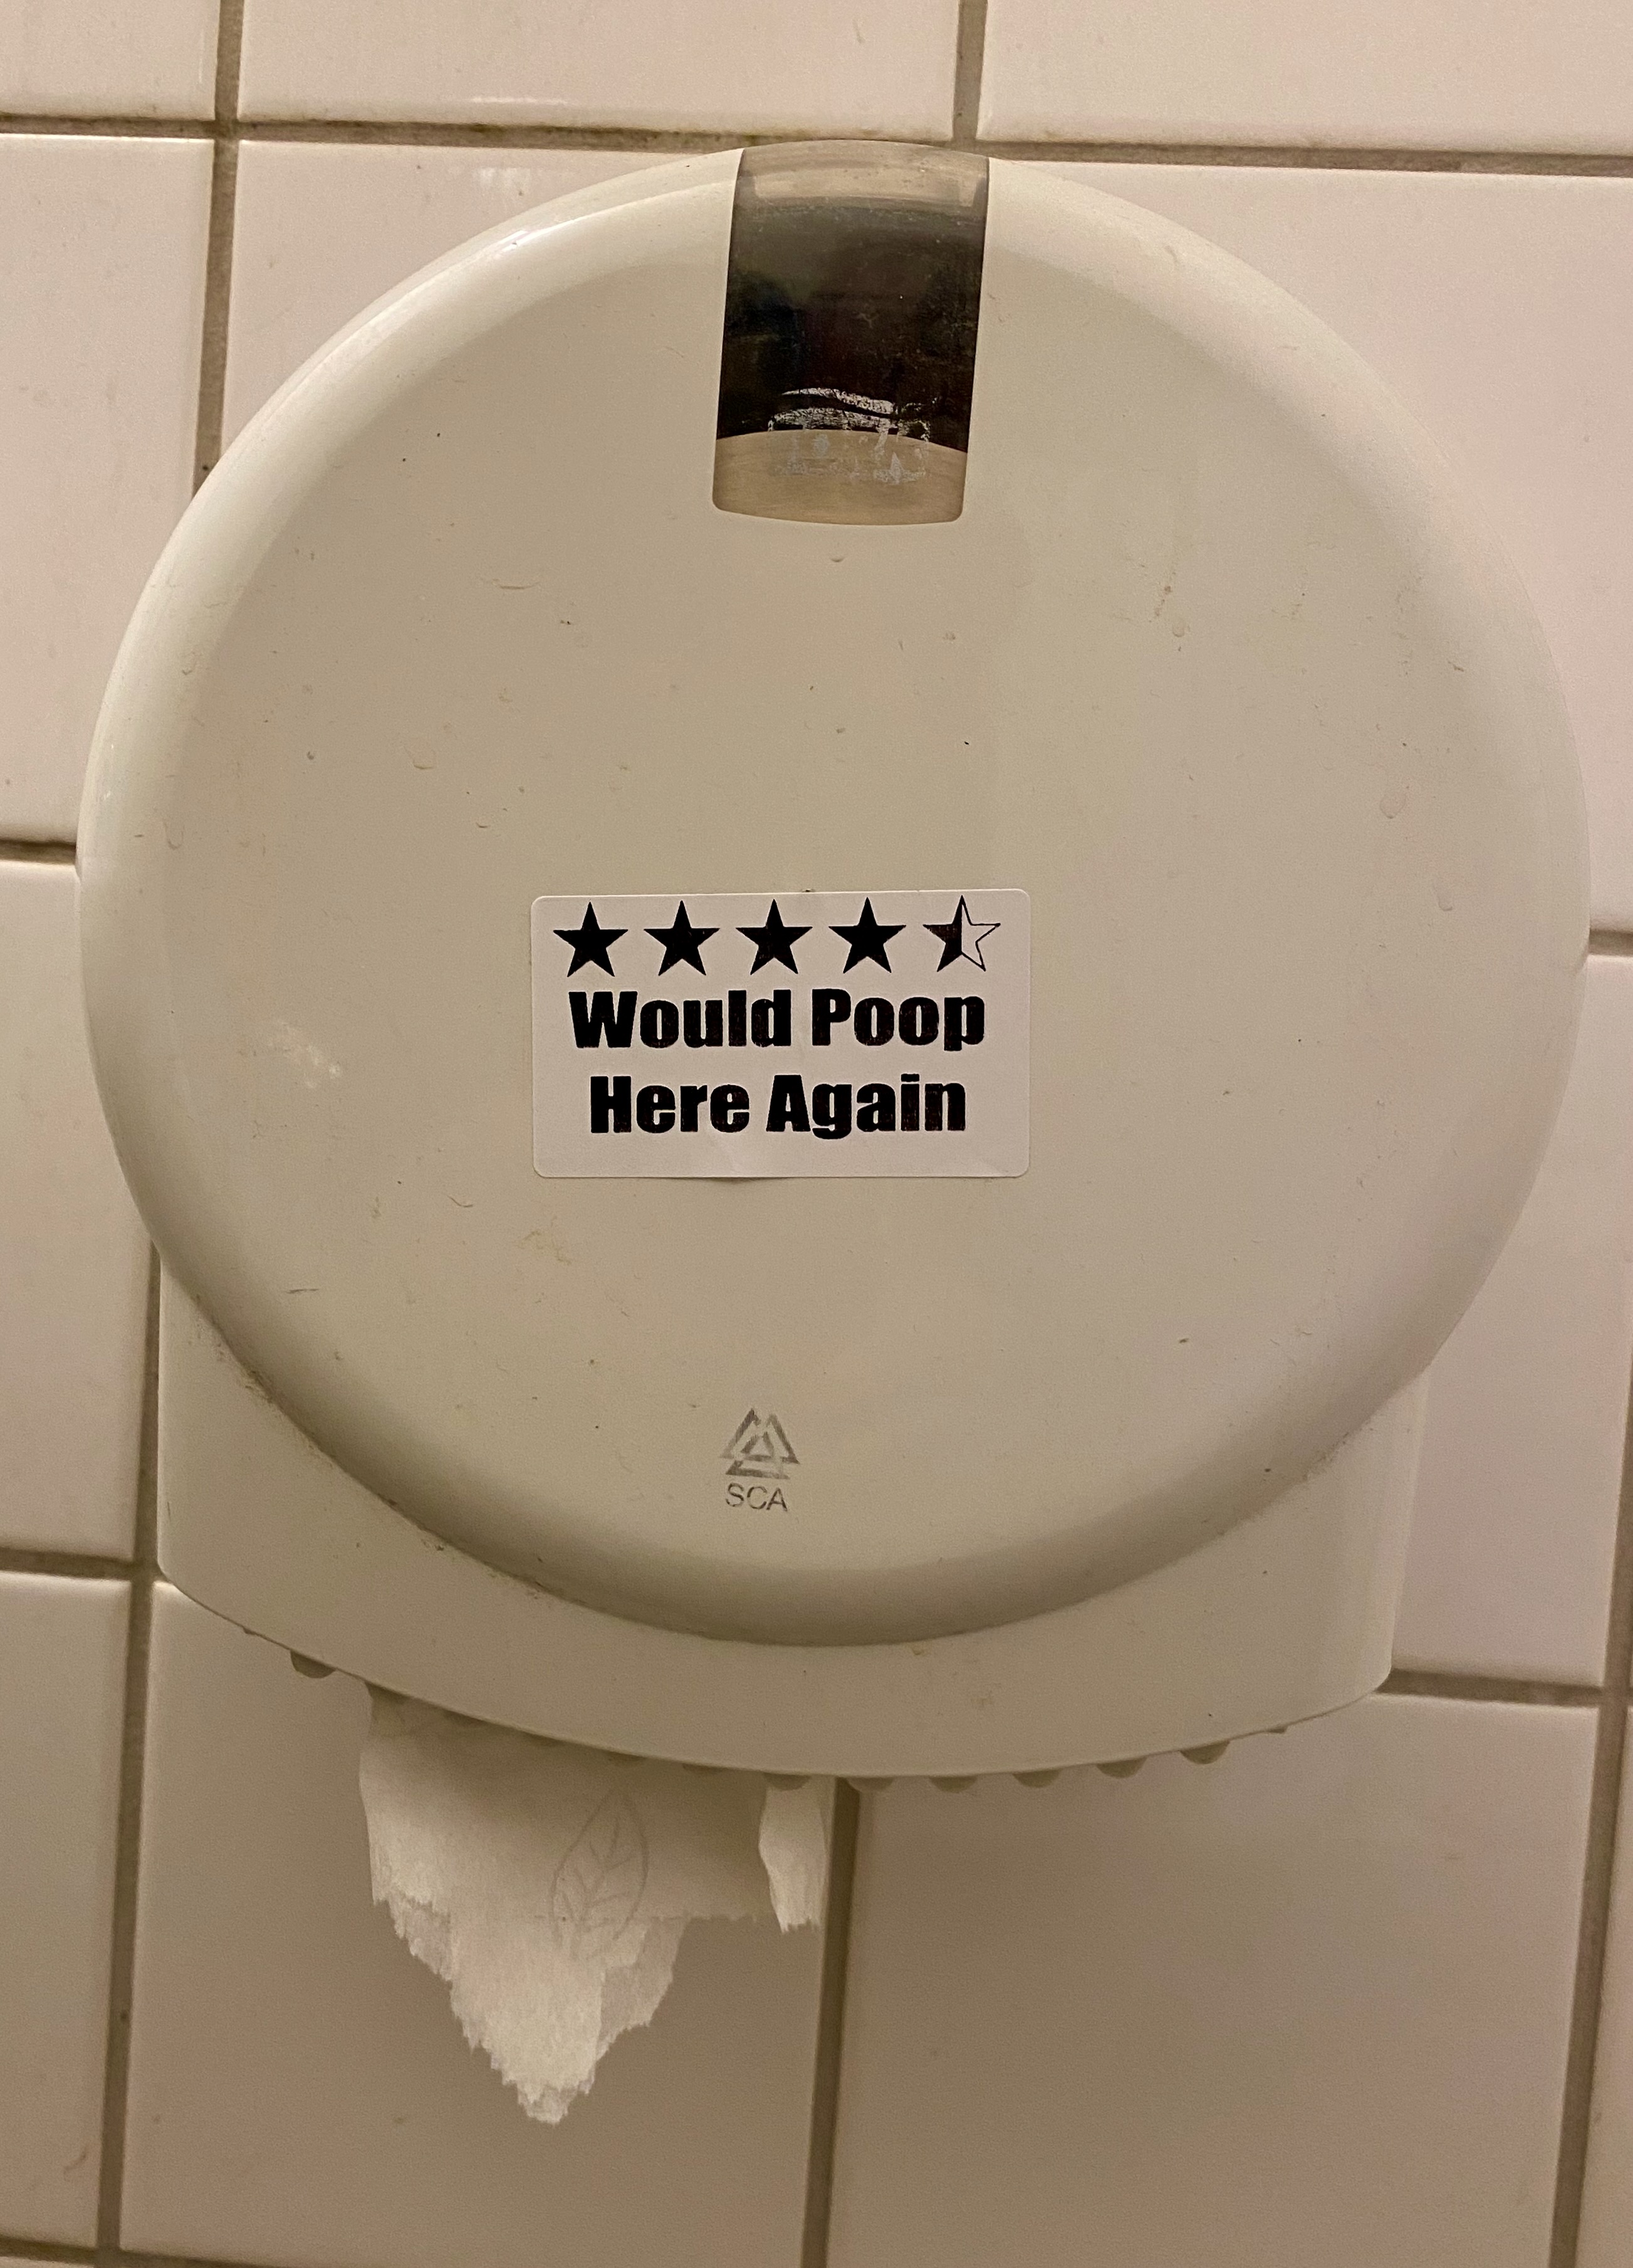 Would Poop
Here Again
SCA